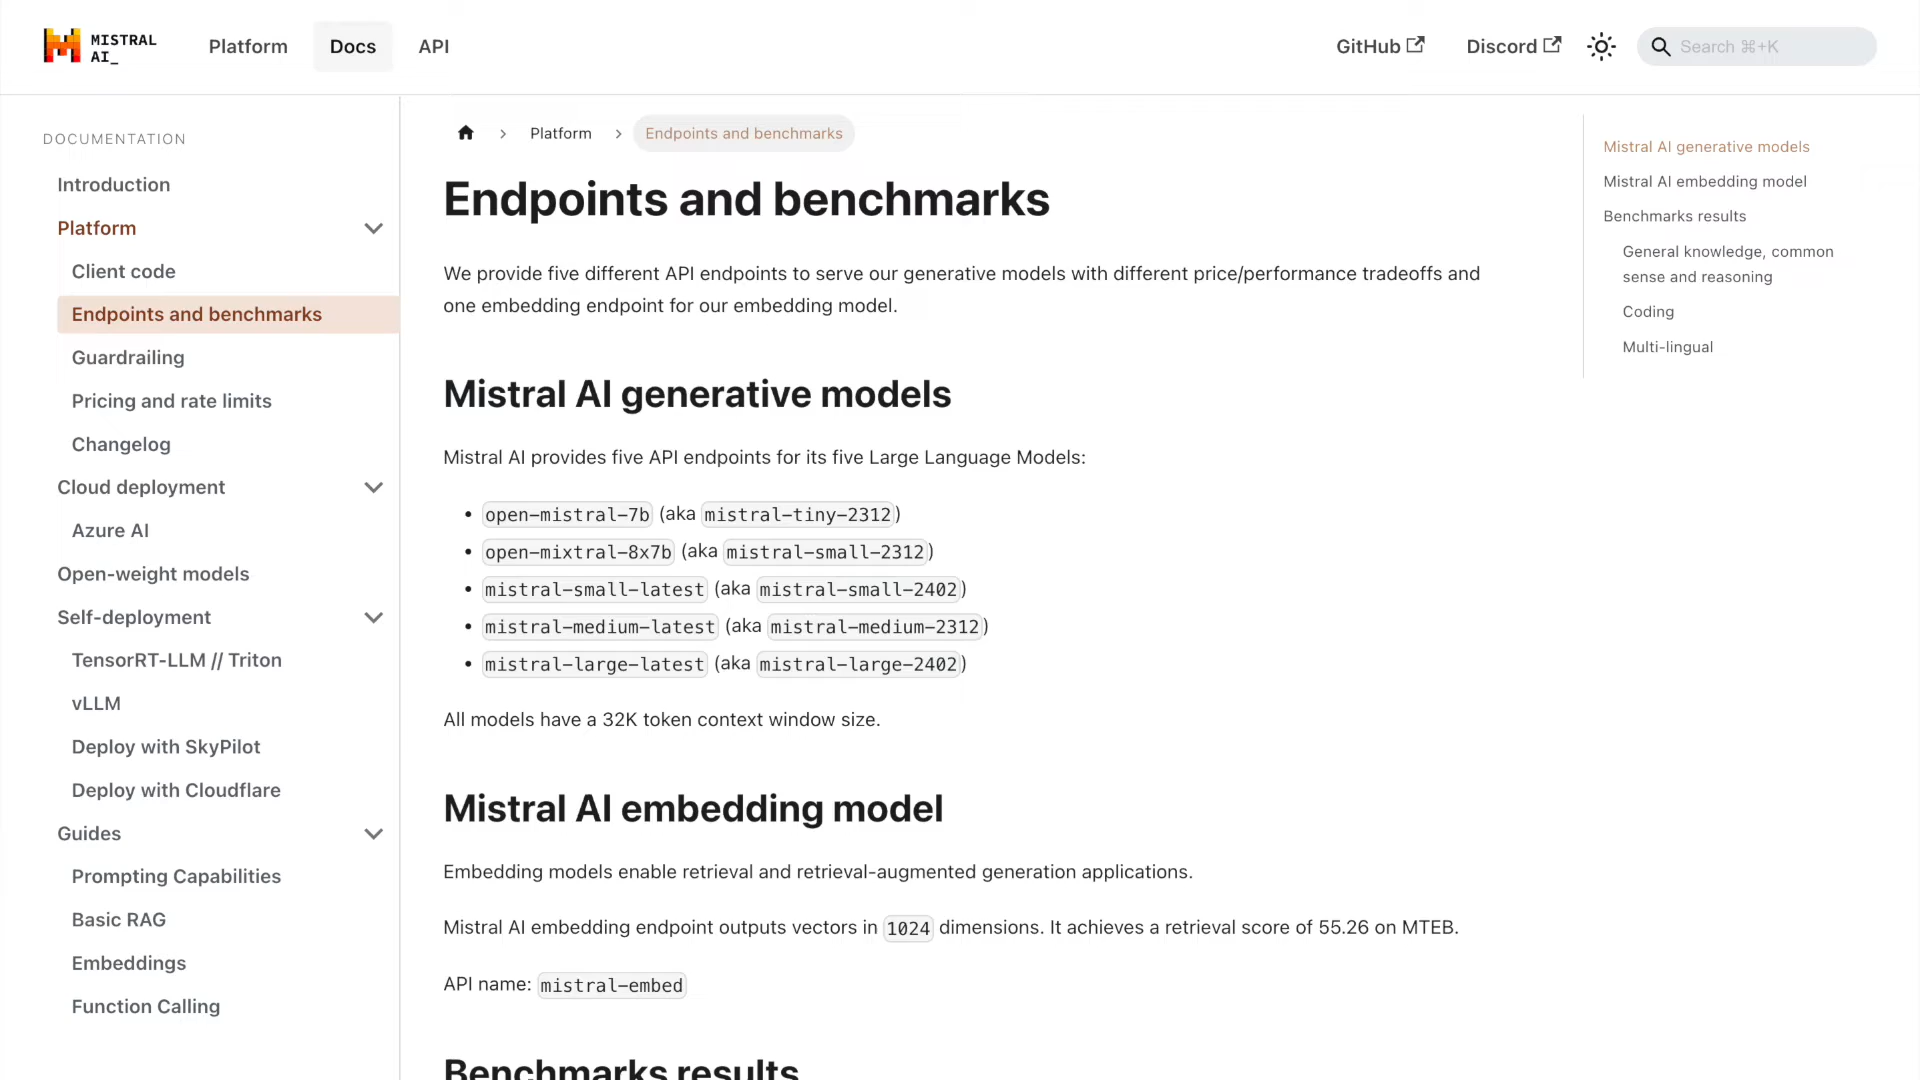 MISTRAL
AI_
Platform
Docs
API
GitHub
Discord
Search ⌘+K
DOCUMENTATION
Introduction
Platform
Client code
Endpoints and benchmarks
Guardrailing
Pricing and rate limits
Changelog
Cloud deployment
Azure AI
Open-weight models
Self-deployment
TensorRT-LLM // Triton
vLLM
Deploy with SkyPilot
Deploy with Cloudflare
Guides
Prompting Capabilities
Basic RAG
Embeddings
Function Calling
Platform
Endpoints and benchmarks
Endpoints and benchmarks
We provide five different API endpoints to serve our generative models with different price/performance tradeoffs and
one embedding endpoint for our embedding model.
Mistral AI generative models
Mistral AI provides five API endpoints for its five Large Language Models:
• open-mistral-7b (aka mistral-tiny-2312)
• open-mixtral-8x7b (aka mistral-small-2312)
• mistral-small-latest (aka mistral-small-2402)
• mistral-medium-latest (aka mistral-medium-2312)
• mistral-large-latest (aka mistral-large-2402)
All models have a 32K token context window size.
Mistral AI embedding model
Embedding models enable retrieval and retrieval-augmented generation applications.
Mistral AI embedding endpoint outputs vectors in 1024 dimensions. It achieves a retrieval score of 55.26 on MTEB.
API name: mistral-embed
Benchmarks results
Mistral AI generative models
Mistral AI embedding model
Benchmarks results
General knowledge, common
sense and reasoning
Coding
Multi-lingual